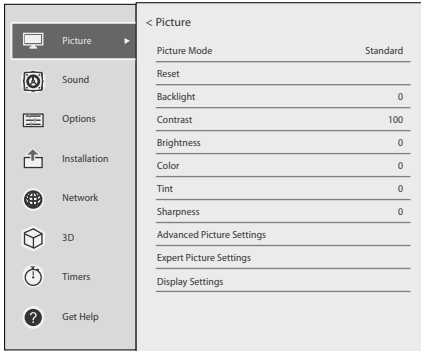 Picture
Sound
Options
Installation
Network
3D
Timers
? Get Help
< Picture
Picture Mode Standard
Reset
Backlight 0
Contrast 100
Brightness 0
Color 0
Tint 0
Sharpness 0
Advanced Picture Settings
Expert Picture Settings
Display Settings